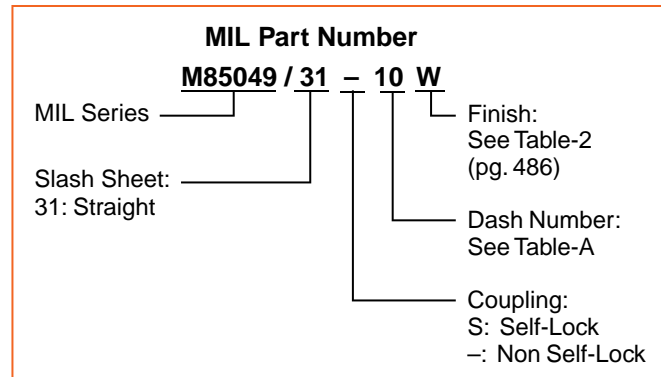 MIL Part Number
M85049 / 31 – 10 W
MIL Series
Finish:
See Table-2
(pg. 486)
Slash Sheet:
31: Straight
Dash Number:
See Table-A
Coupling:
S: Self-Lock
–: Non Self-Lock